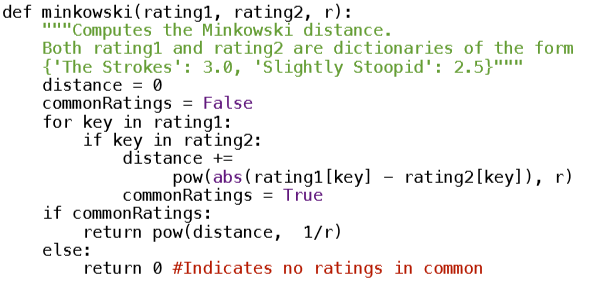 def minkowski(rating1, rating2, r):
    """Computes the Minkowski distance.
    Both rating1 and rating2 are dictionaries of the form
    {'The Strokes': 3.0, 'Slightly Stoopid': 2.5}"""
    distance = 0
    commonRatings = False
    for key in rating1:
        if key in rating2:
            distance +=
                 pow(abs(rating1[key] - rating2[key]), r)
            commonRatings = True
    if commonRatings:
        return pow(distance,  1/r)
    else:
        return 0 #Indicates no ratings in common